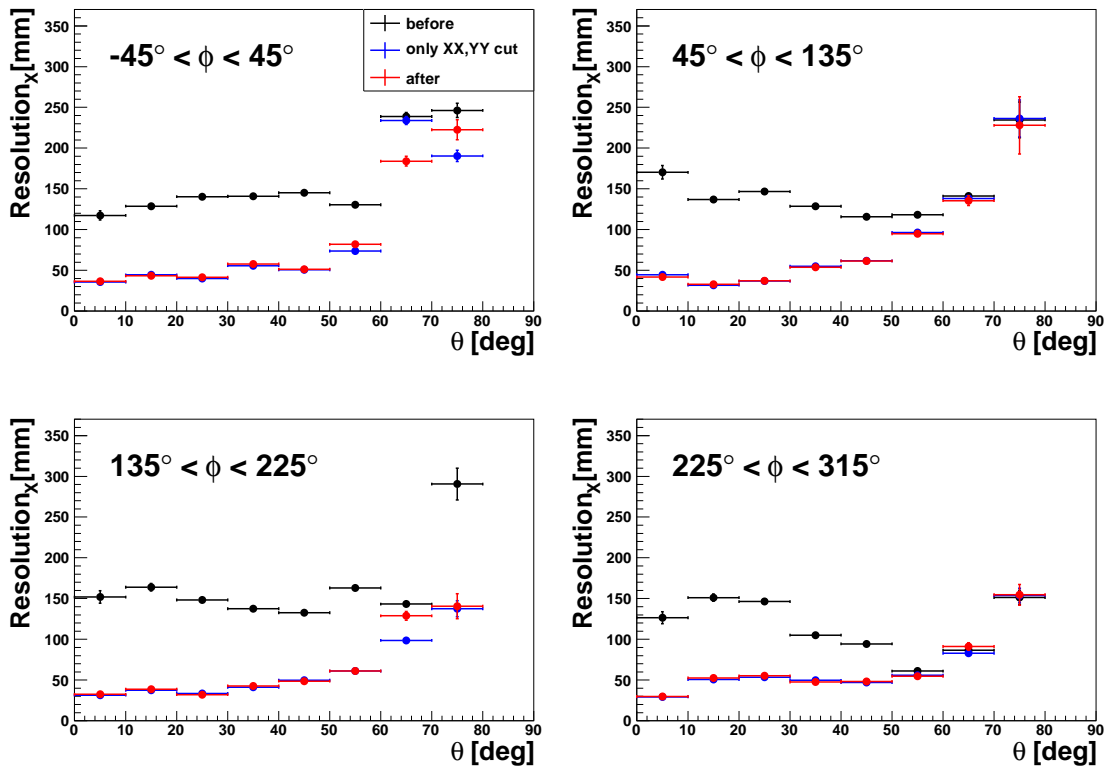 Resolution_X[mm]
350
300
250
200
150
100
50
0
-45° < ϕ < 45°
before
only XX,YY cut
after
0 10 20 30 40 50 60 70 80 90
θ [deg]
Resolution_X[mm]
350
300
250
200
150
100
50
0
45° < ϕ < 135°
0 10 20 30 40 50 60 70 80 90
θ [deg]
Resolution_X[mm]
350
300
250
200
150
100
50
0
135° < ϕ < 225°
0 10 20 30 40 50 60 70 80 90
θ [deg]
Resolution_X[mm]
350
300
250
200
150
100
50
0
225° < ϕ < 315°
0 10 20 30 40 50 60 70 80 90
θ [deg]